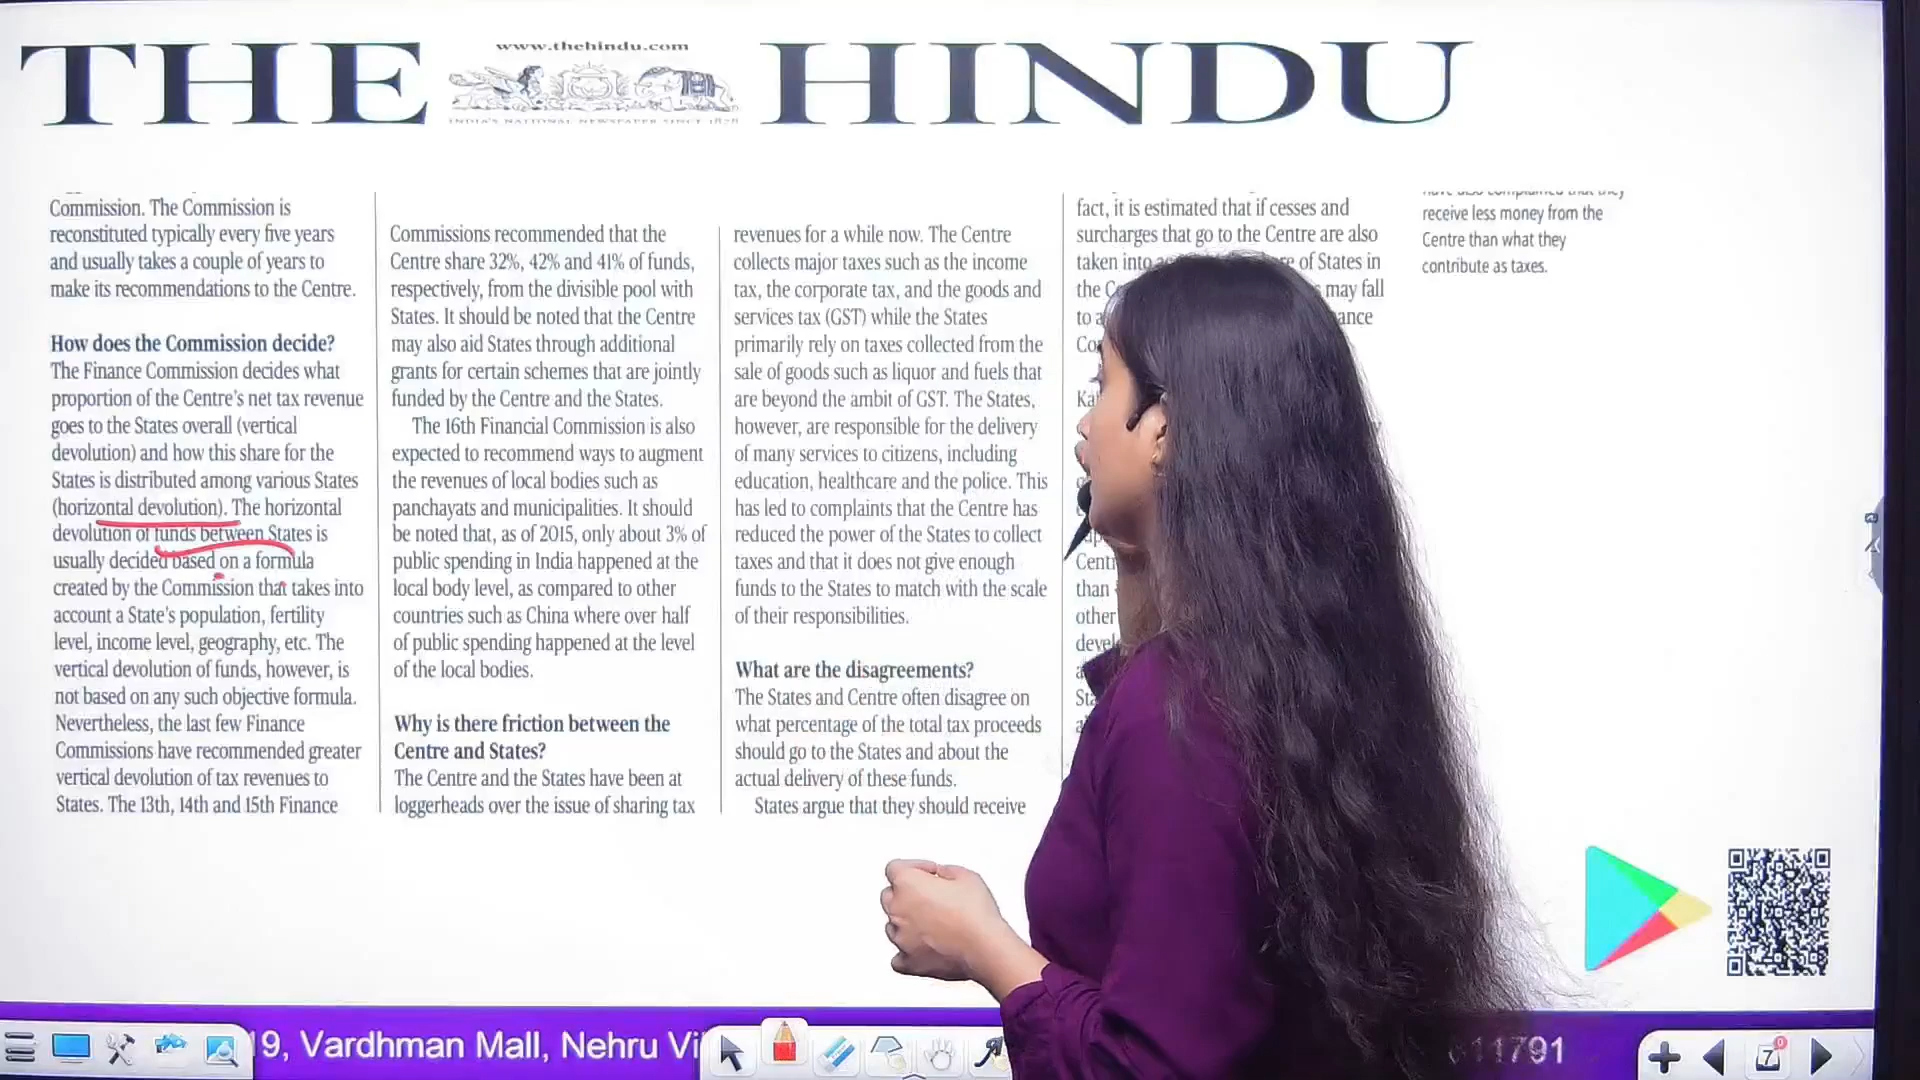 www.thehindu.com
THE HINDU
INDIA'S NATIONAL NEWSPAPER SINCE 1878
Commission. The Commission is
reconstituted typically every five years
and usually takes a couple of years to
make its recommendations to the Centre.
How does the Commission decide?
The Finance Commission decides what
proportion of the Centre's net tax revenue
goes to the States overall (vertical
devolution) and how this share for the
States is distributed among various States
(horizontal devolution). The horizontal
devolution of funds between States is
usually decided based on a formula
created by the Commission that takes into
account a State's population, fertility
level, income level, geography, etc. The
vertical devolution of funds, however, is
not based on any such objective formula.
Nevertheless, the last few Finance
Commissions have recommended greater
vertical devolution of tax revenues to
States. The 13th, 14th and 15th Finance
Commissions recommended that the
Centre share 32%, 42% and 41% of funds,
respectively, from the divisible pool with
States. It should be noted that the Centre
may also aid States through additional
grants for certain schemes that are jointly
funded by the Centre and the States.
The 16th Financial Commission is also
expected to recommend ways to augment
the revenues of local bodies such as
panchayats and municipalities. It should
be noted that, as of 2015, only about 3% of
public spending in India happened at the
local body level, as compared to other
countries such as China where over half
of public spending happened at the level
of the local bodies.
Why is there friction between the
Centre and States?
The Centre and the States have been at
loggerheads over the issue of sharing tax
revenues for a while now. The Centre
collects major taxes such as the income
tax, the corporate tax, and the goods and
services tax (GST) while the States
primarily rely on taxes collected from the
sale of goods such as liquor and fuels that
are beyond the ambit of GST. The States,
however, are responsible for the delivery
of many services to citizens, including
education, healthcare and the police. This
has led to complaints that the Centre has
reduced the power of the States to collect
taxes and that it does not give enough
funds to the States to match with the scale
of their responsibilities.
What are the disagreements?
The States and Centre often disagree on
what percentage of the total tax proceeds
should go to the States and about the
actual delivery of these funds.
States argue that they should receive
fact, it is estimated that if cesses and
surcharges that go to the Centre are also
taken into of States in
the may fall
to
than
other
have also complained that they
receive less money from the
Centre than what they
contribute as taxes.
19, Vardhman Mall, Nehru Vi
11791
7
0